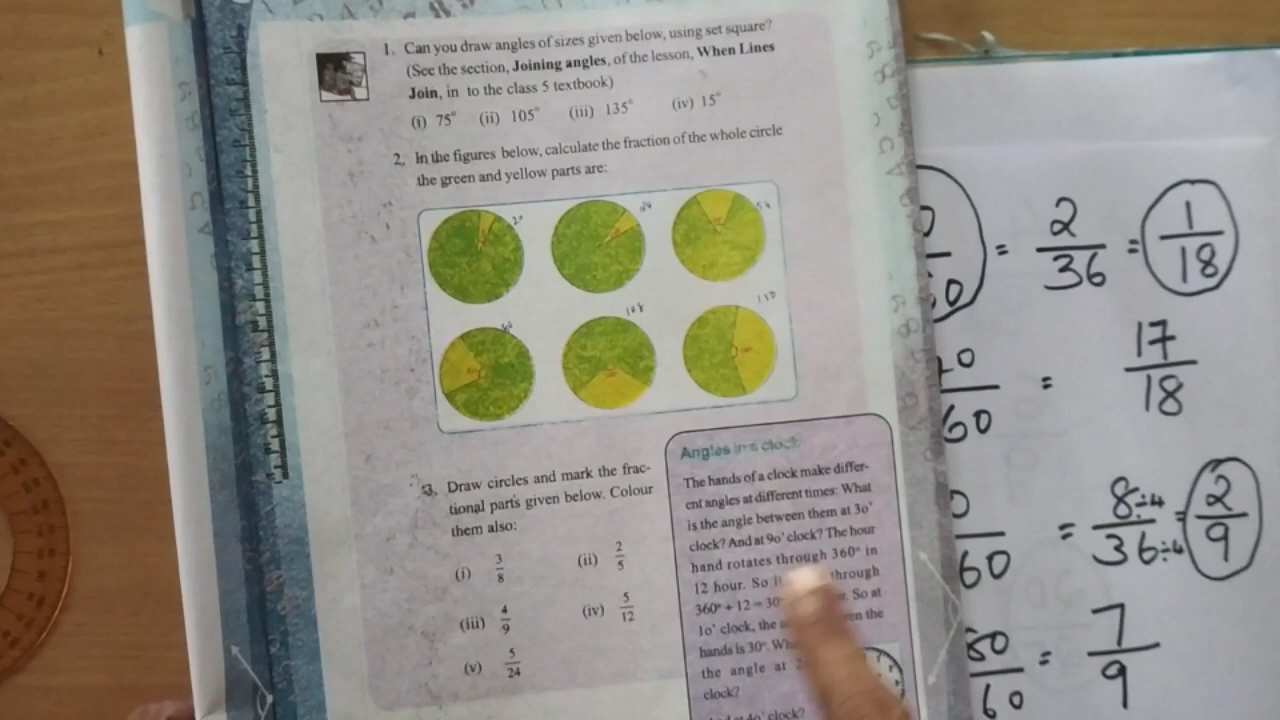 1. Can you draw angles of sizes given below, using set square?
(See the section, Joining angles, of the lesson, When Lines
Join, in to the class 5 textbook)
(i) 75° (ii) 105° (iii) 135° (iv) 15°
2. In the figures below, calculate the fraction of the whole circle
the green and yellow parts are:
3. Draw circles and mark the frac-
tional parts given below. Colour
them also:
(i) 3/8 (ii) 2/5
(iii) 4/9 (iv) 5/12
(v) 5/24
Angles in a clock
The hands of a clock make differ-
ent angles at different times: What
is the angle between them at 3o'
clock? And at 9o' clock? The hour
hand rotates through 360° in
12 hour. So through
360° ÷ 12 = 30 So at
1o' clock, the the
hands is 30°.
the angle at
clock?
clock?
= 2/36 = 1/18
= 17/18
= 8÷4/36÷4 = 2/9
= 7/9